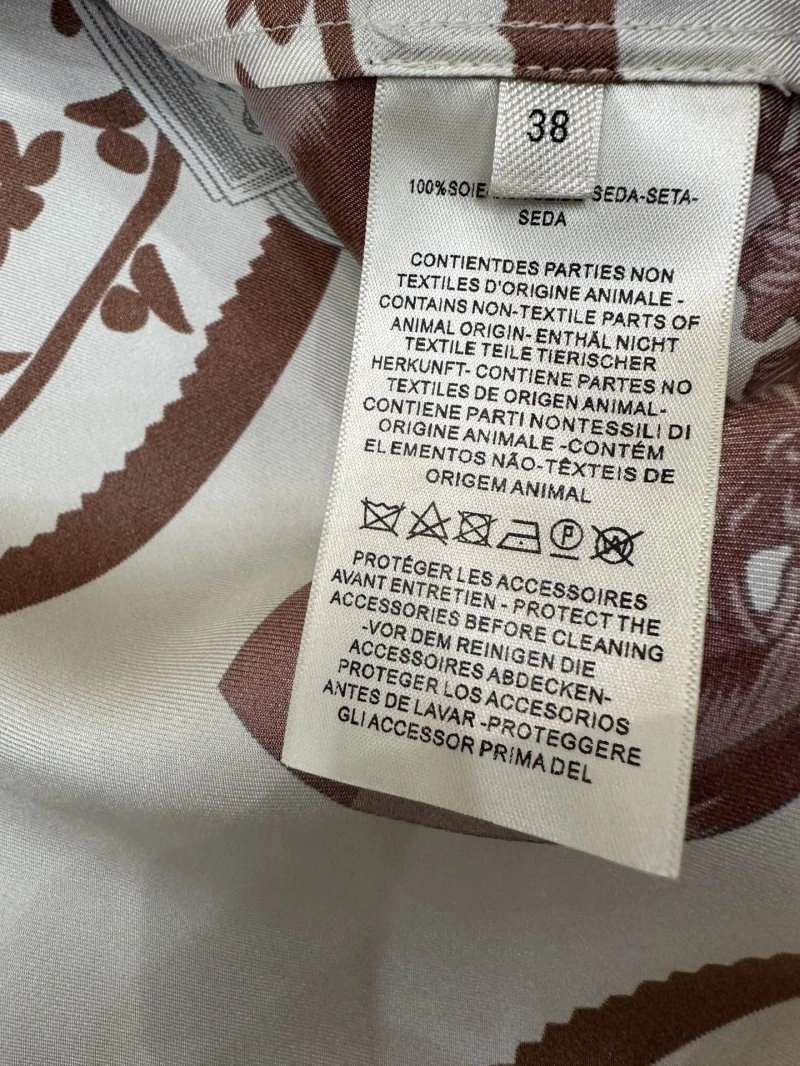 38
100%SOIE SEDA-SETA-
SEDA
CONTIENTDES PARTIES NON
TEXTILES D'ORIGINE ANIMALE -
CONTAINS NON-TEXTILE PARTS OF
ANIMAL ORIGIN- ENTHÄL NICHT
TEXTILE TEILE TIERISCHER
HERKUNFT- CONTIENE PARTES NO
TEXTILES DE ORIGEN ANIMAL-
CONTIENE PARTI NONTESSILI DI
ORIGINE ANIMALE -CONTÉM
ELEMENTOS NÃO-TÊXTEIS DE
ORIGEM ANIMAL
P
PROTÉGER LES ACCESSOIRES
AVANT ENTRETIEN - PROTECT THE
ACCESSORIES BEFORE CLEANING
-VOR DEM REINIGEN DIE
ACCESSOIRES ABDECKEN-
PROTEGER LOS ACCESORIOS
ANTES DE LAVAR -PROTEGGERE
GLI ACCESSOR PRIMA DEL